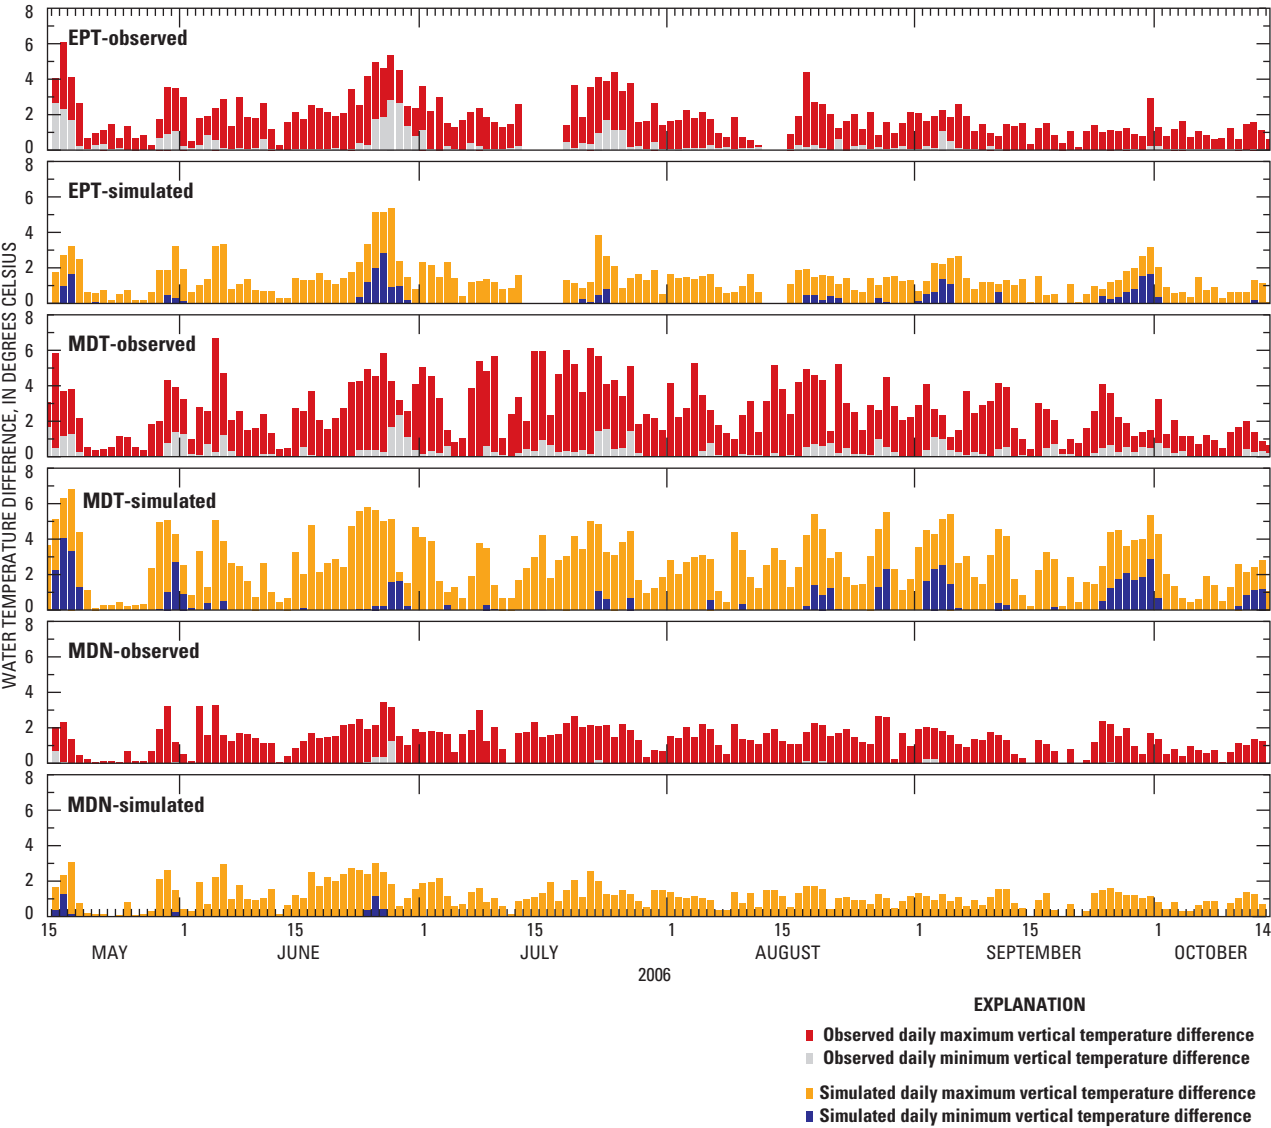 WATER TEMPERATURE DIFFERENCE, IN DEGREES CELSIUS
8
EPT-observed
6
4
2
0
8
EPT-simulated
6
4
2
0
8
MDT-observed
6
4
2
0
8
MDT-simulated
6
4
2
0
8
MDN-observed
6
4
2
0
8
MDN-simulated
6
4
2
0
15 1 15 1 15 1 15 1 15 1 14
MAY JUNE JULY AUGUST SEPTEMBER OCTOBER
2006
EXPLANATION
Observed daily maximum vertical temperature difference
Observed daily minimum vertical temperature difference
Simulated daily maximum vertical temperature difference
Simulated daily minimum vertical temperature difference